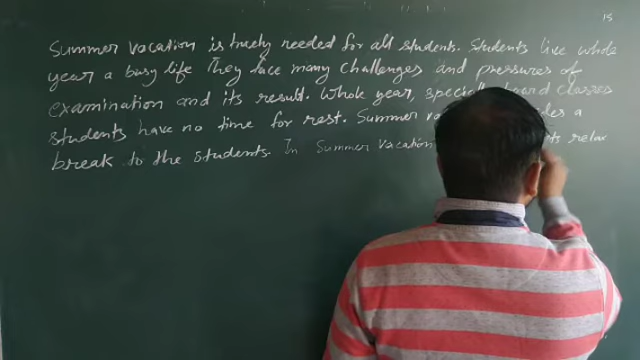 15
Summer vacation is truely needed for all students. Students live whole
year a busy life They face many challenges and pressures of
examination and its result. Whole year, board classes
students have no time for rest. Summer a
break to the students. In Summer vacation relax